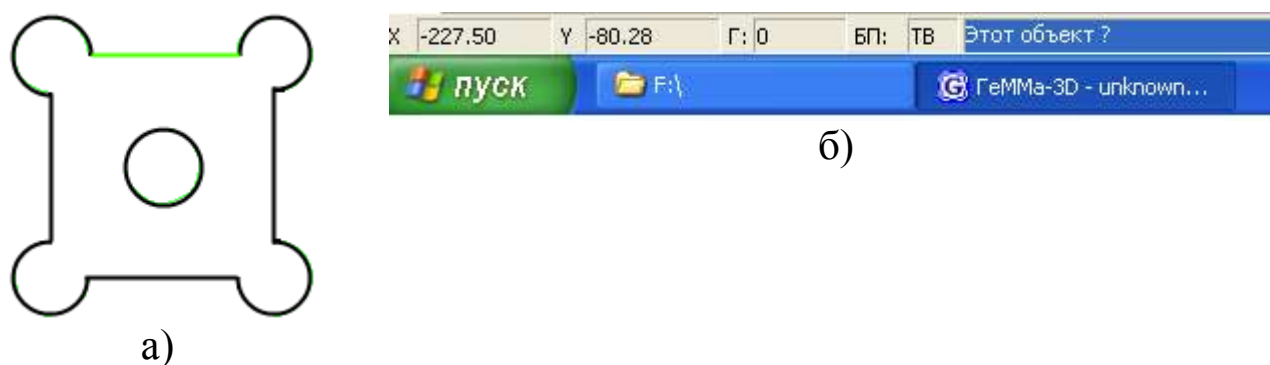 X -227.50 Y -80.28 Г: 0 БП: ТВ Этот объект ?
пуск F:\ ГеММа-3D - unknown...
б)
а)